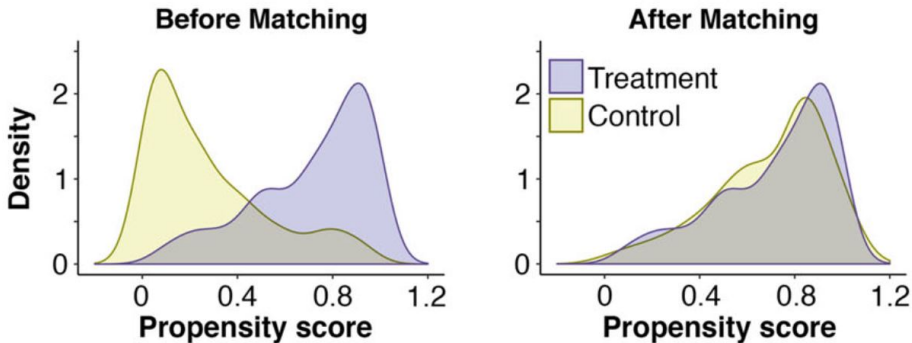 Before Matching
Density
2
1
0
0 0.4 0.8 1.2
Propensity score
After Matching
Treatment
Control
2
1
0
0 0.4 0.8 1.2
Propensity score